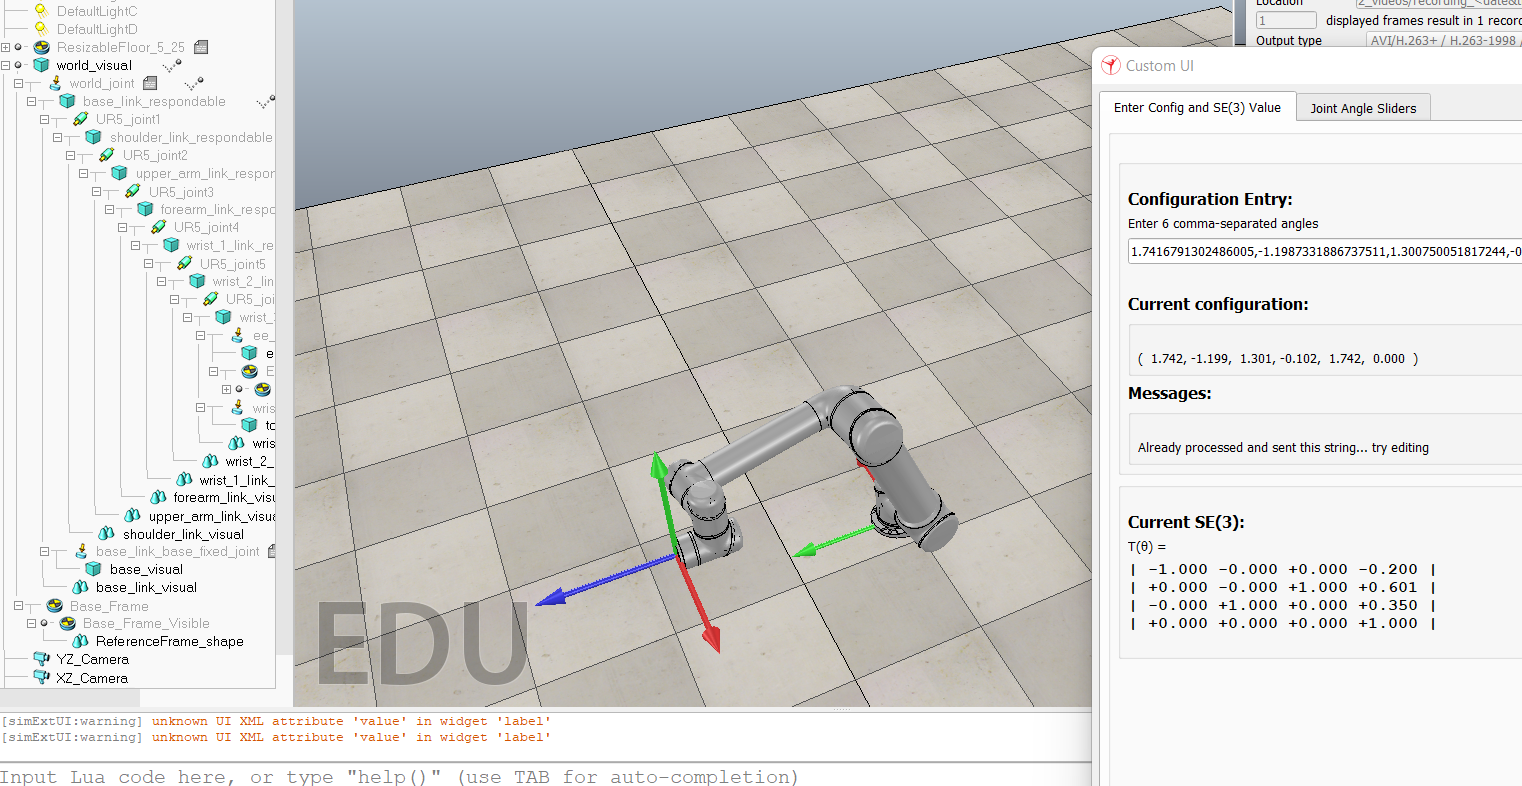 DefaultLightC
DefaultLightD
ResizableFloor_5_25
world_visual
world_joint
base_link_respondable
UR5_joint1
shoulder_link_respondable
UR5_joint2
upper_arm_link_respor
UR5_joint3
forearm_link_respo
UR5_joint4
wrist_1_link_re
UR5_joint5
wrist_2_lin
UR5_joi
wrist_
ee_
e
E
wris
to
wris
wrist_2_
wrist_1_link_
forearm_link_visu
upper_arm_link_visua
shoulder_link_visual
base_link_base_fixed_joint
base_visual
base_link_visual
Base_Frame
Base_Frame_Visible
ReferenceFrame_shape
YZ_Camera
XZ_Camera
EDU
[simExtUI:warning] unknown UI XML attribute 'value' in widget 'label'
[simExtUI:warning] unknown UI XML attribute 'value' in widget 'label'
Input Lua code here, or type "help()" (use TAB for auto-completion)
Location
2_videos/recording_<date&t
1 displayed frames result in 1 recor
Output type AVI/H.263+ / H.263-1998 /
Custom UI
Enter Config and SE(3) Value
Joint Angle Sliders
Configuration Entry:
Enter 6 comma-separated angles
1.7416791302486005,-1.1987331886737511,1.300750051817244,-0
Current configuration:
( 1.742, -1.199, 1.301, -0.102, 1.742, 0.000 )
Messages:
Already processed and sent this string... try editing
Current SE(3):
T(θ) =
| -1.000 -0.000 +0.000 -0.200 |
| +0.000 -0.000 +1.000 +0.601 |
| -0.000 +1.000 +0.000 +0.350 |
| +0.000 +0.000 +0.000 +1.000 |